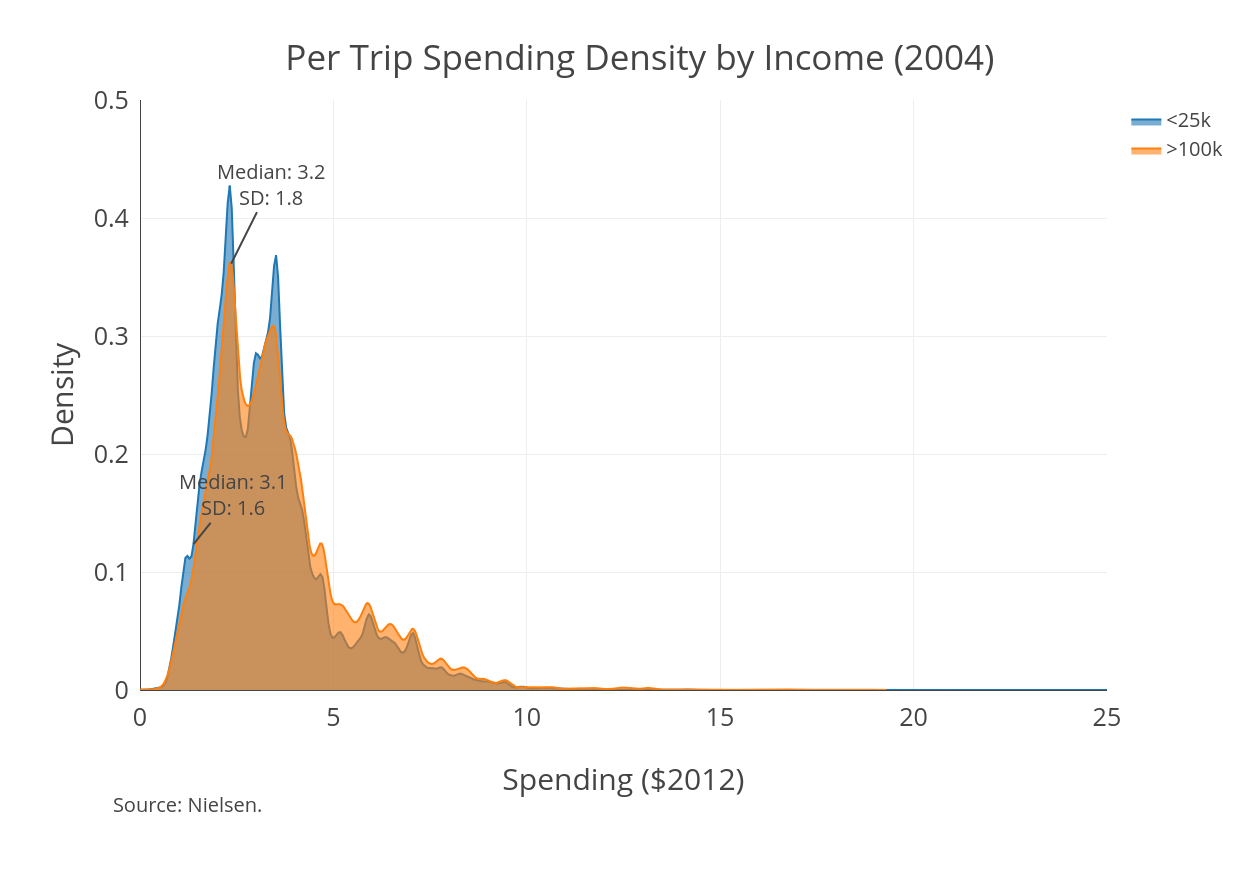 Per Trip Spending Density by Income (2004)
<25k
>100k
0.5
0.4
0.3
0.2
0.1
0
Density
Median: 3.2
SD: 1.8
Median: 3.1
SD: 1.6
0 5 10 15 20 25
Spending ($2012)
Source: Nielsen.